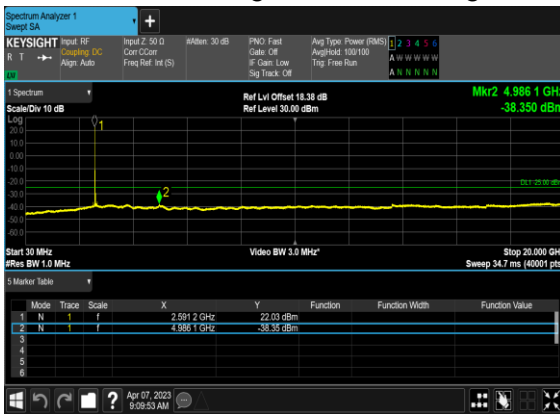 Spectrum Analyzer 1
Swept SA
KEYSIGHT Input: RF Input Z: 50 Ω #Atten: 30 dB PNO: Fast Avg Type: Power (RMS) 1 2 3 4 5 6
R T Coupling: DC Corr CCorr Gate: Off Avg|Hold: 100/100 A W W W W W
Align: Auto Freq Ref: Int (S) IF Gain: Low Trig: Free Run
Sig Track: Off A N N N N N
1 Spectrum Ref Lvl Offset 18.38 dB Mkr2 4.986 1 GHz
Scale/Div 10 dB Ref Level 30.00 dBm -38.350 dBm
Log
20.0
10.0
0.00
-10.0
-20.0
-30.0
-40.0
-50.0
-60.0
1
2
DL1 -25.00 dBm
Start 30 MHz Video BW 3.0 MHz* Stop 20.000 GH
#Res BW 1.0 MHz Sweep 34.7 ms (40001 pts
5 Marker Table
Mode Trace Scale X Y Function Function Width Function Value
1 N 1 f 2.591 2 GHz 22.03 dBm
2 N 1 f 4.986 1 GHz -38.35 dBm
3
4
5
6
? Apr 07, 2023
9:09:53 AM